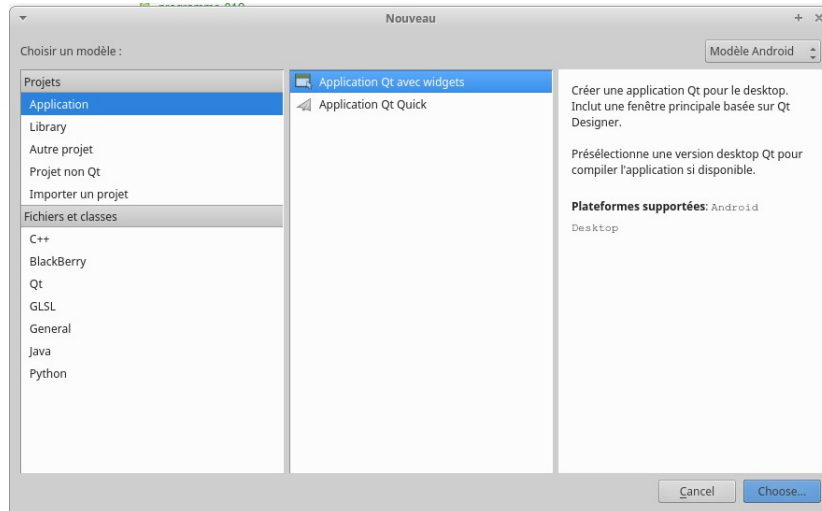 Nouveau
Choisir un modèle :
Modèle Android
Projets
Application
Library
Autre projet
Projet non Qt
Importer un projet
Fichiers et classes
C++
BlackBerry
Qt
GLSL
General
Java
Python
Application Qt avec widgets
Application Qt Quick
Créer une application Qt pour le desktop.
Inclut une fenêtre principale basée sur Qt
Designer.
Présélectionne une version desktop Qt pour
compiler l'application si disponible.
Plateformes supportées: Android
Desktop
Cancel
Choose...